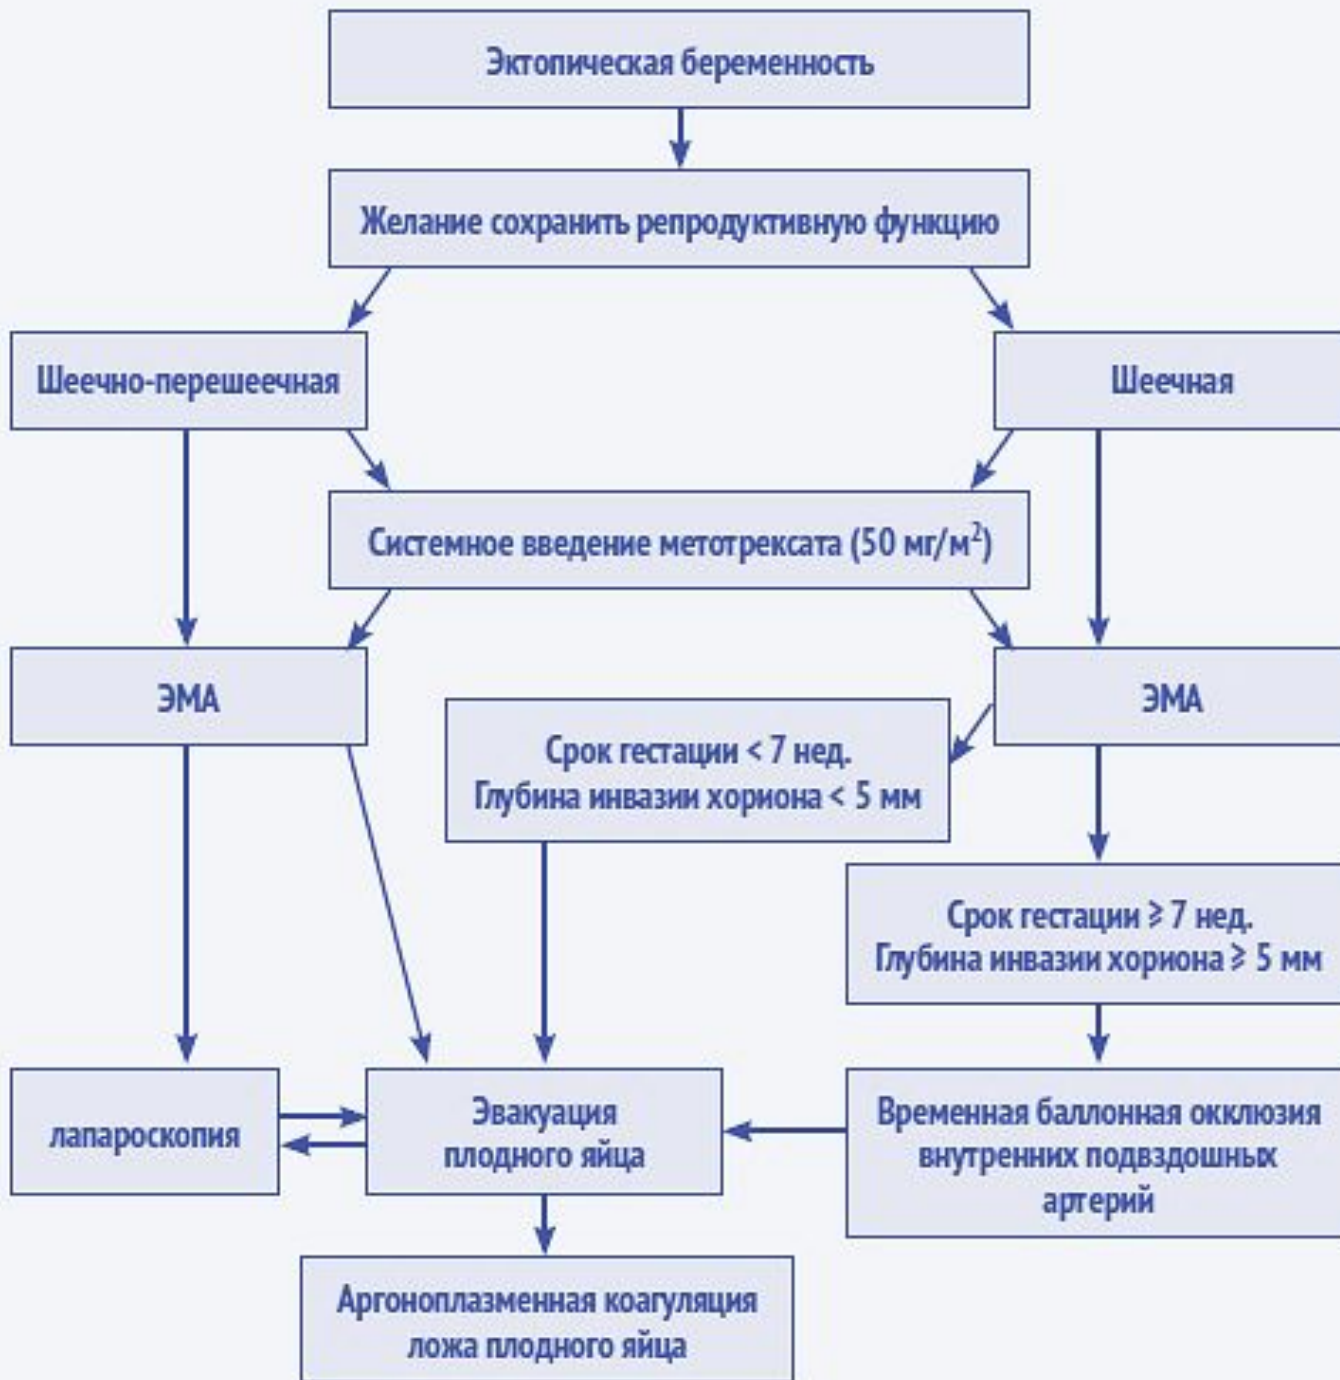 Эктопическая беременность
Желание сохранить репродуктивную функцию
Шеечно-перешеечная
Шеечная
Системное введение метотрексата (50 мг/м²)
ЭМА
ЭМА
Срок гестации < 7 нед.
Глубина инвазии хориона < 5 мм
Срок гестации ⩾ 7 нед.
Глубина инвазии хориона ⩾ 5 мм
лапароскопия
Эвакуация
плодного яйца
Временная баллонная окклюзия
внутренних подвздошных
артерий
Аргоноплазменная коагуляция
ложа плодного яйца